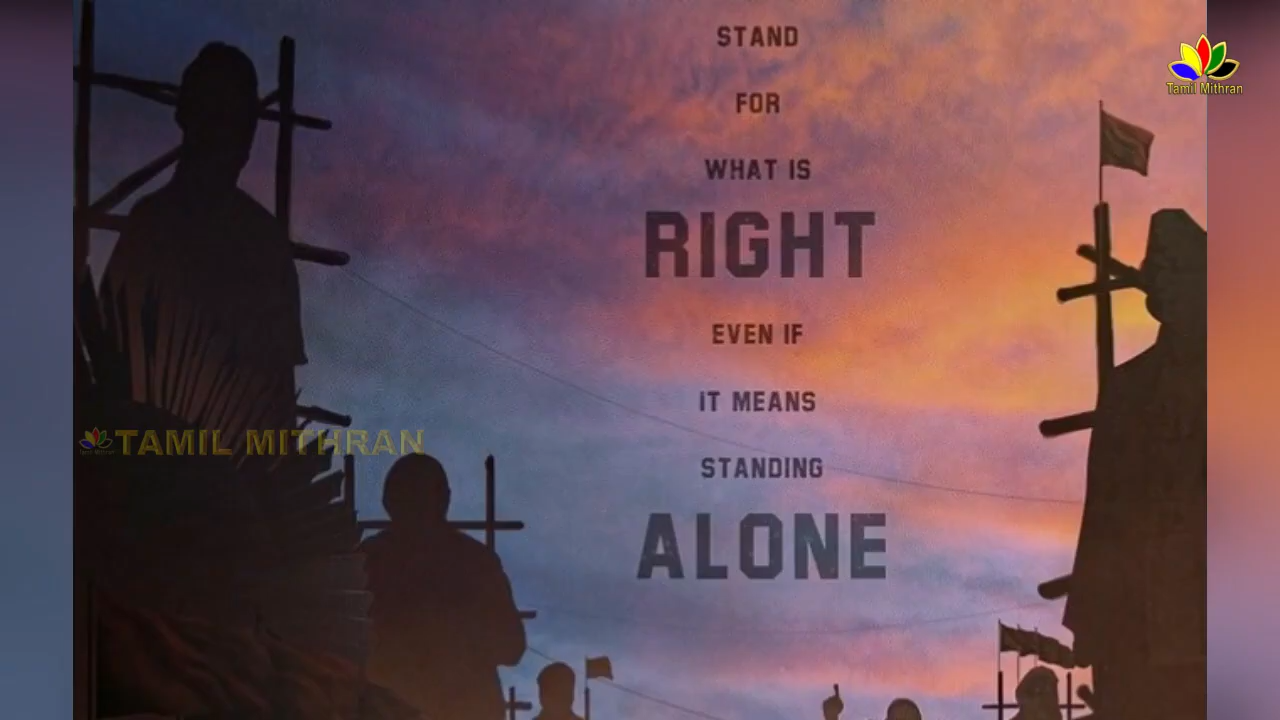 STAND
FOR
WHAT IS
RIGHT
EVEN IF
IT MEANS
STANDING
ALONE
Tamil Mithran
TAMIL MITHRAN